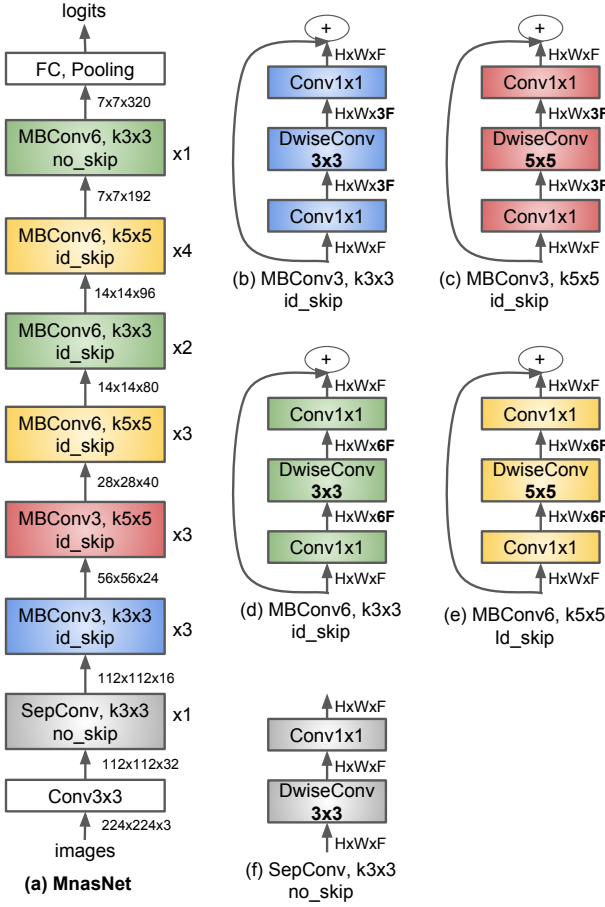 logits
FC, Pooling
7x7x320
MBConv6, k3x3
no_skip
x1
7x7x192
MBConv6, k5x5
id_skip
x4
14x14x96
MBConv6, k3x3
id_skip
x2
14x14x80
MBConv6, k5x5
id_skip
x3
28x28x40
MBConv3, k5x5
id_skip
x3
56x56x24
MBConv3, k3x3
id_skip
x3
112x112x16
SepConv, k3x3
no_skip
x1
112x112x32
Conv3x3
224x224x3
images
(a) MnasNet
+
HxWxF
Conv1x1
HxWx3F
DwiseConv
3x3
HxWx3F
Conv1x1
HxWxF
(b) MBConv3, k3x3
id_skip
+
HxWxF
Conv1x1
HxWx3F
DwiseConv
5x5
HxWx3F
Conv1x1
HxWxF
(c) MBConv3, k5x5
id_skip
+
HxWxF
Conv1x1
HxWx6F
DwiseConv
3x3
HxWx6F
Conv1x1
HxWxF
(d) MBConv6, k3x3
id_skip
+
HxWxF
Conv1x1
HxWx6F
DwiseConv
5x5
HxWx6F
Conv1x1
HxWxF
(e) MBConv6, k5x5
Id_skip
HxWxF
Conv1x1
HxWxF
DwiseConv
3x3
HxWxF
(f) SepConv, k3x3
no_skip